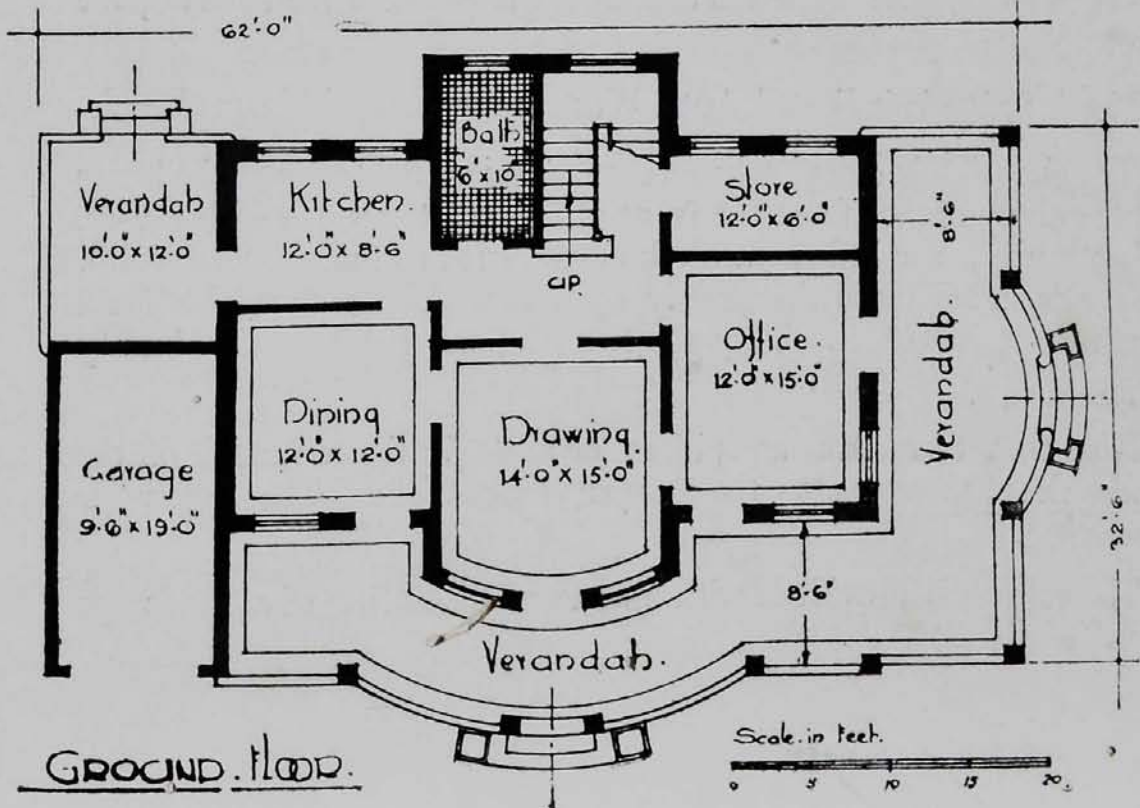 62'-0"
Bath
6' x 10'
Verandah
10'.0" x 12'.0"
Kitchen.
12'.0" x 8'-6"
Store
12'.0" x 6'.0"
8'-6"
UP.
Office.
12'.0" x 15'.0"
Verandah.
Dining
12'.0" x 12'.0"
Drawing.
14'.0" x 15'.0"
Garage
9'.6" x 19'.0"
32'.6"
8'-6"
Verandah.
GROUND. FLOOR.
Scale. in Feet.
0 5 10 15 20.